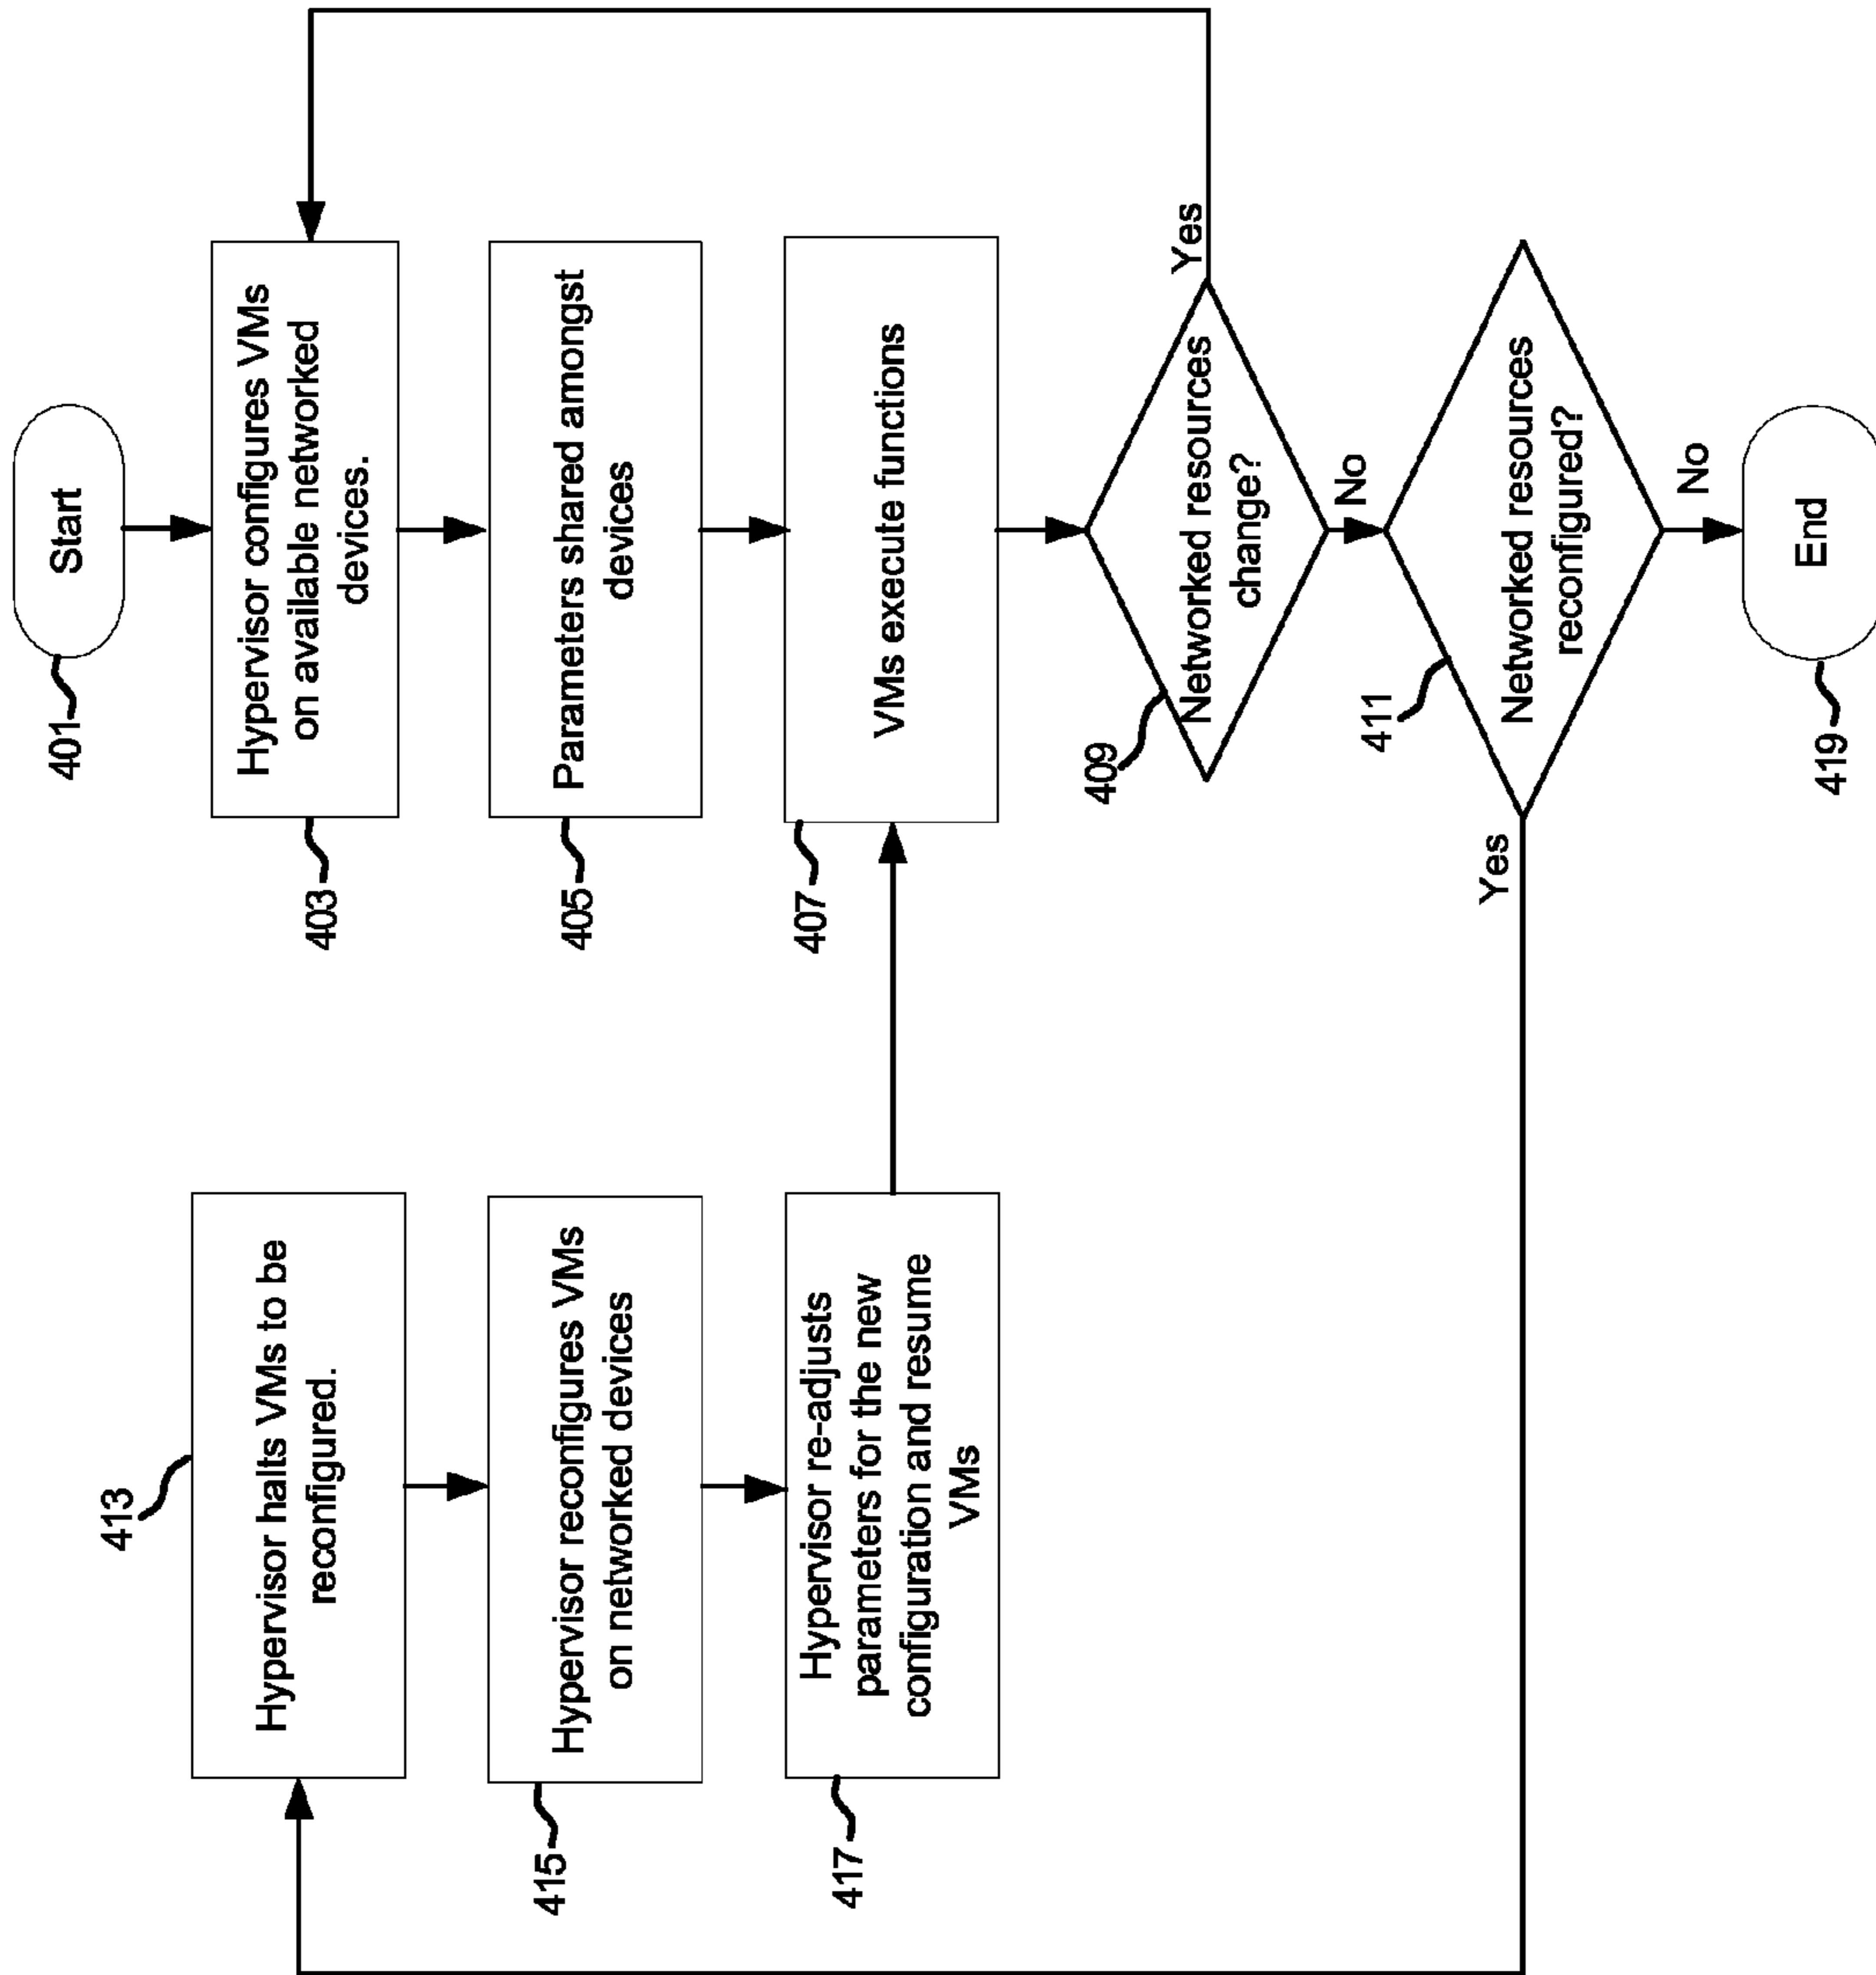 Start
401
Hypervisor configures VMs
on available networked
devices.
403
Parameters shared amongst
devices
405
VMs execute functions
407
Networked resources
change?
409
Yes
No
Networked resources
reconfigured?
411
Yes
No
End
419
Hypervisor halts VMs to be
reconfigured.
413
Hypervisor reconfigures VMs
on networked devices
415
Hypervisor re-adjusts
parameters for the new
configuration and resume
VMs
417